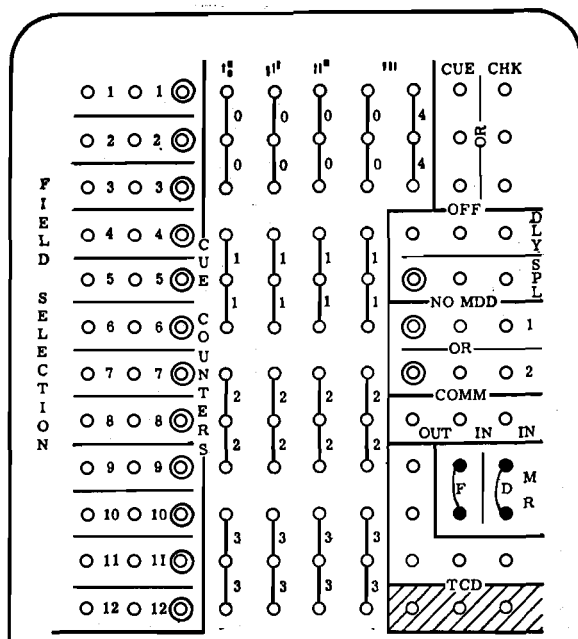 CUE CHK
1 1
0 0 0 0 4
OR
2 2
0 0 0 0 4
3 3
OFF
4 4
DLY
1 1 1 1
5 5
SPL
1 1 1 1
NO MDD
6 6
1
OR
7 7
2
2 2 2 2
COMM
8 8
2 2 2 2
OUT IN IN
9 9
F D
MR
10 10
3 3 3 3
11 11
TCD
3 3 3 3
12 12
FIELD SELECTION
CUE COUNTERS